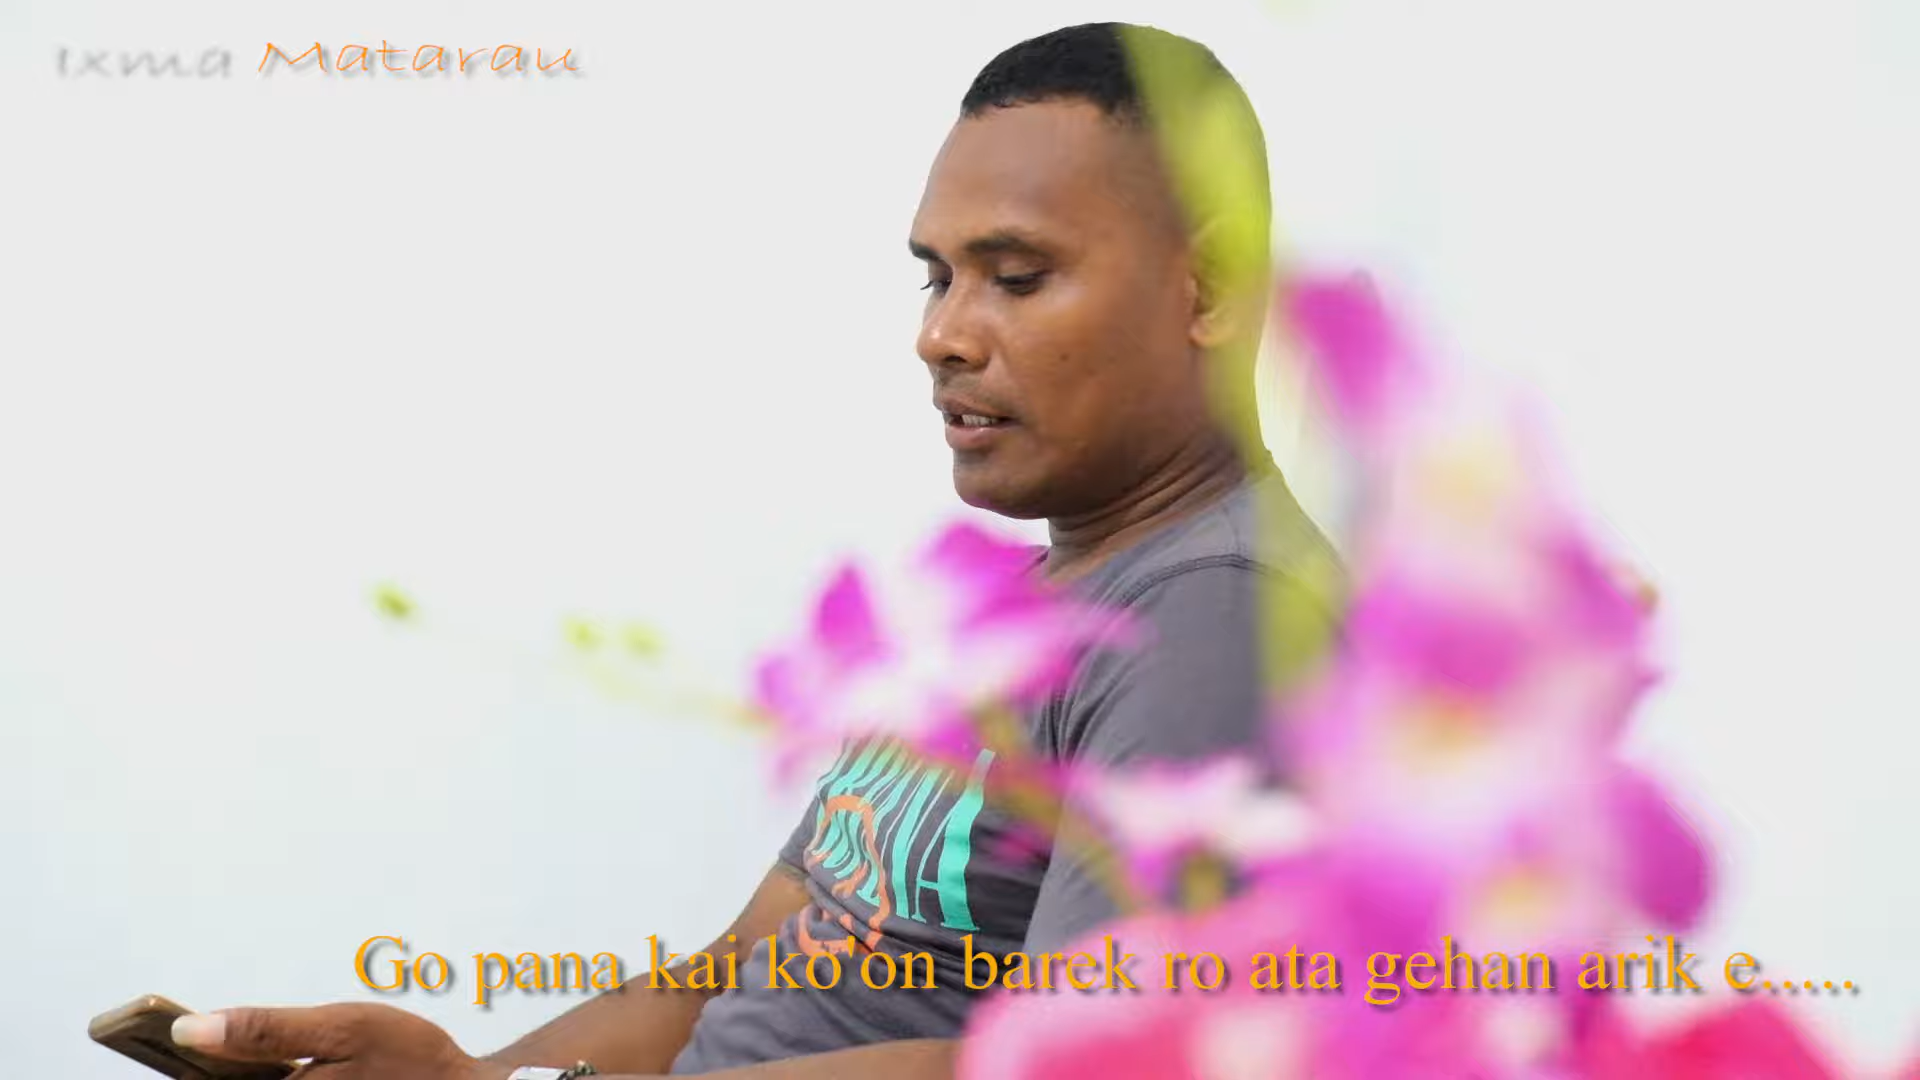 Ixma Matarau
Go pana kai ko'on barek ro ata gehan arik e.....